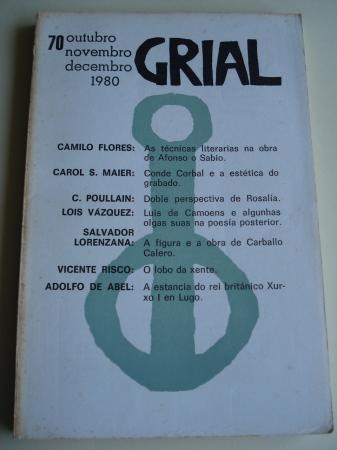 70 outubro
novembro
decembro
1980
GRIAL
CAMILO FLORES: As técnicas literarias na obra
de Afonso o Sabio.
CAROL S. MAIER: Conde Corbal e a estética do
grabado.
C. POULLAIN: Doble perspectiva de Rosalía.
LOIS VÁZQUEZ: Luis de Camoens e algunhas
olgas suas na poesía posterior.
SALVADOR
LORENZANA: A figura e a obra de Carballo
Calero.
VICENTE RISCO: O lobo da xente.
ADOLFO DE ABEL: A estancia do rei británico Xur-
xo I en Lugo.